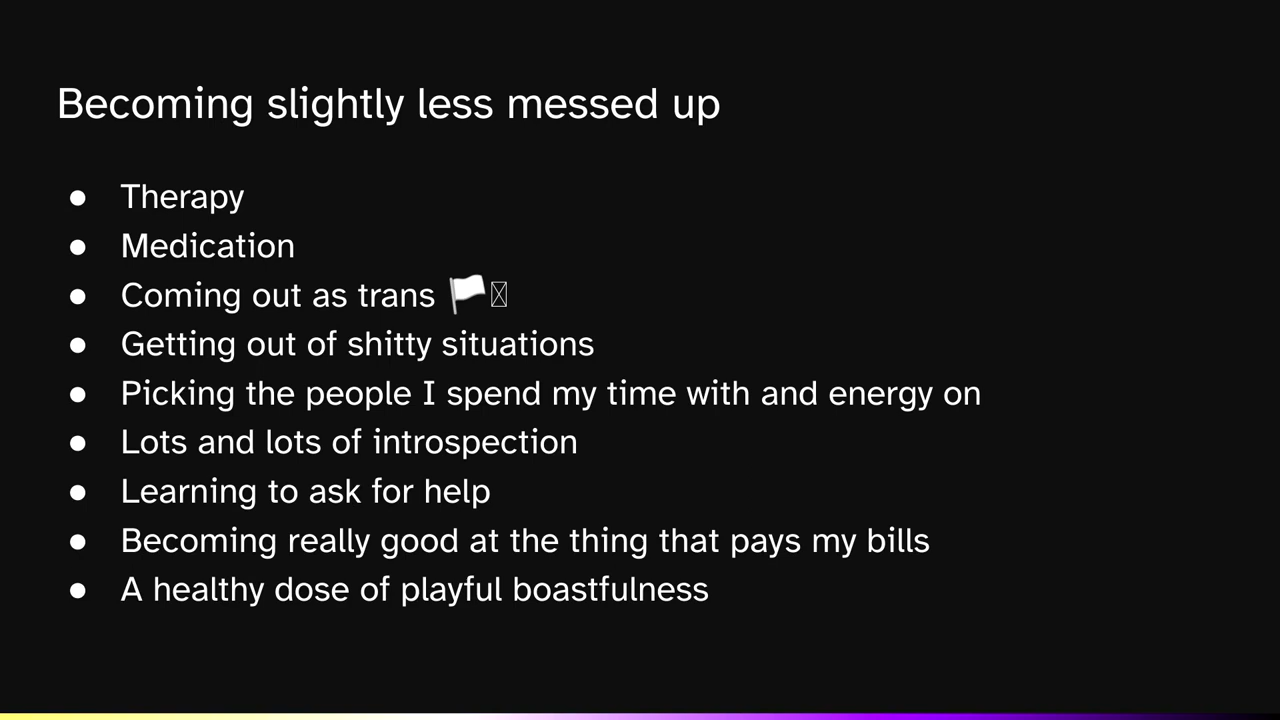 Becoming slightly less messed up
● Therapy
● Medication
● Coming out as trans 🏳
● Getting out of shitty situations
● Picking the people I spend my time with and energy on
● Lots and lots of introspection
● Learning to ask for help
● Becoming really good at the thing that pays my bills
● A healthy dose of playful boastfulness